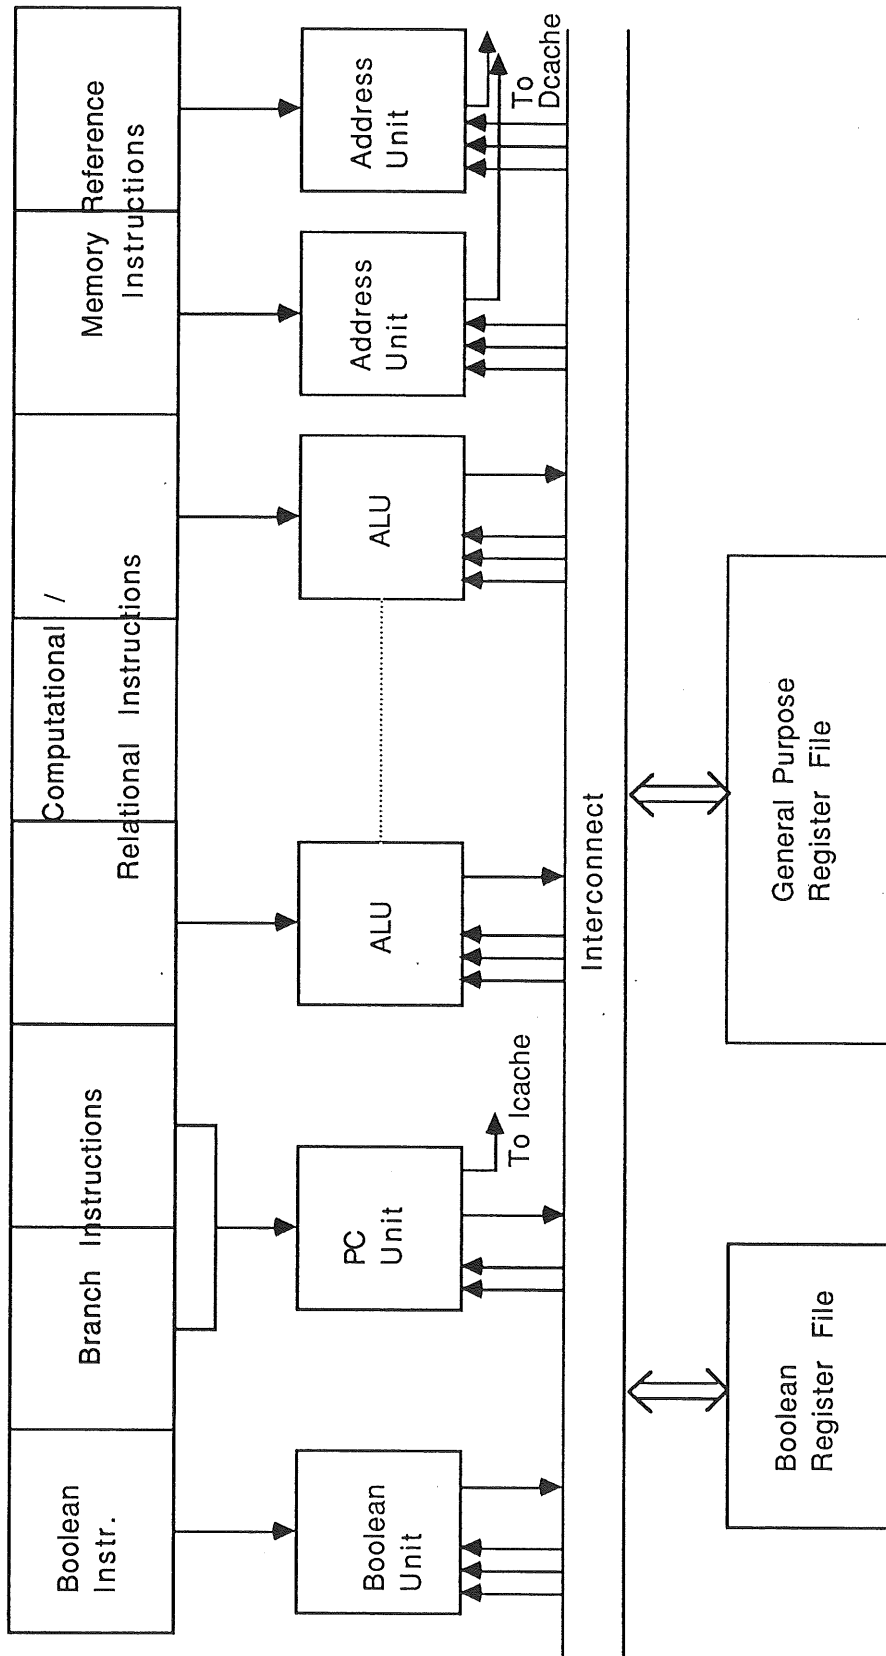 Boolean
Instr.
Branch Instructions
Computational /
Relational Instructions
Memory Reference
Instructions
Boolean
Unit
PC
Unit
ALU
ALU
Address
Unit
Address
Unit
To Icache
To
Dcache
Interconnect
Boolean
Register File
General Purpose
Register File